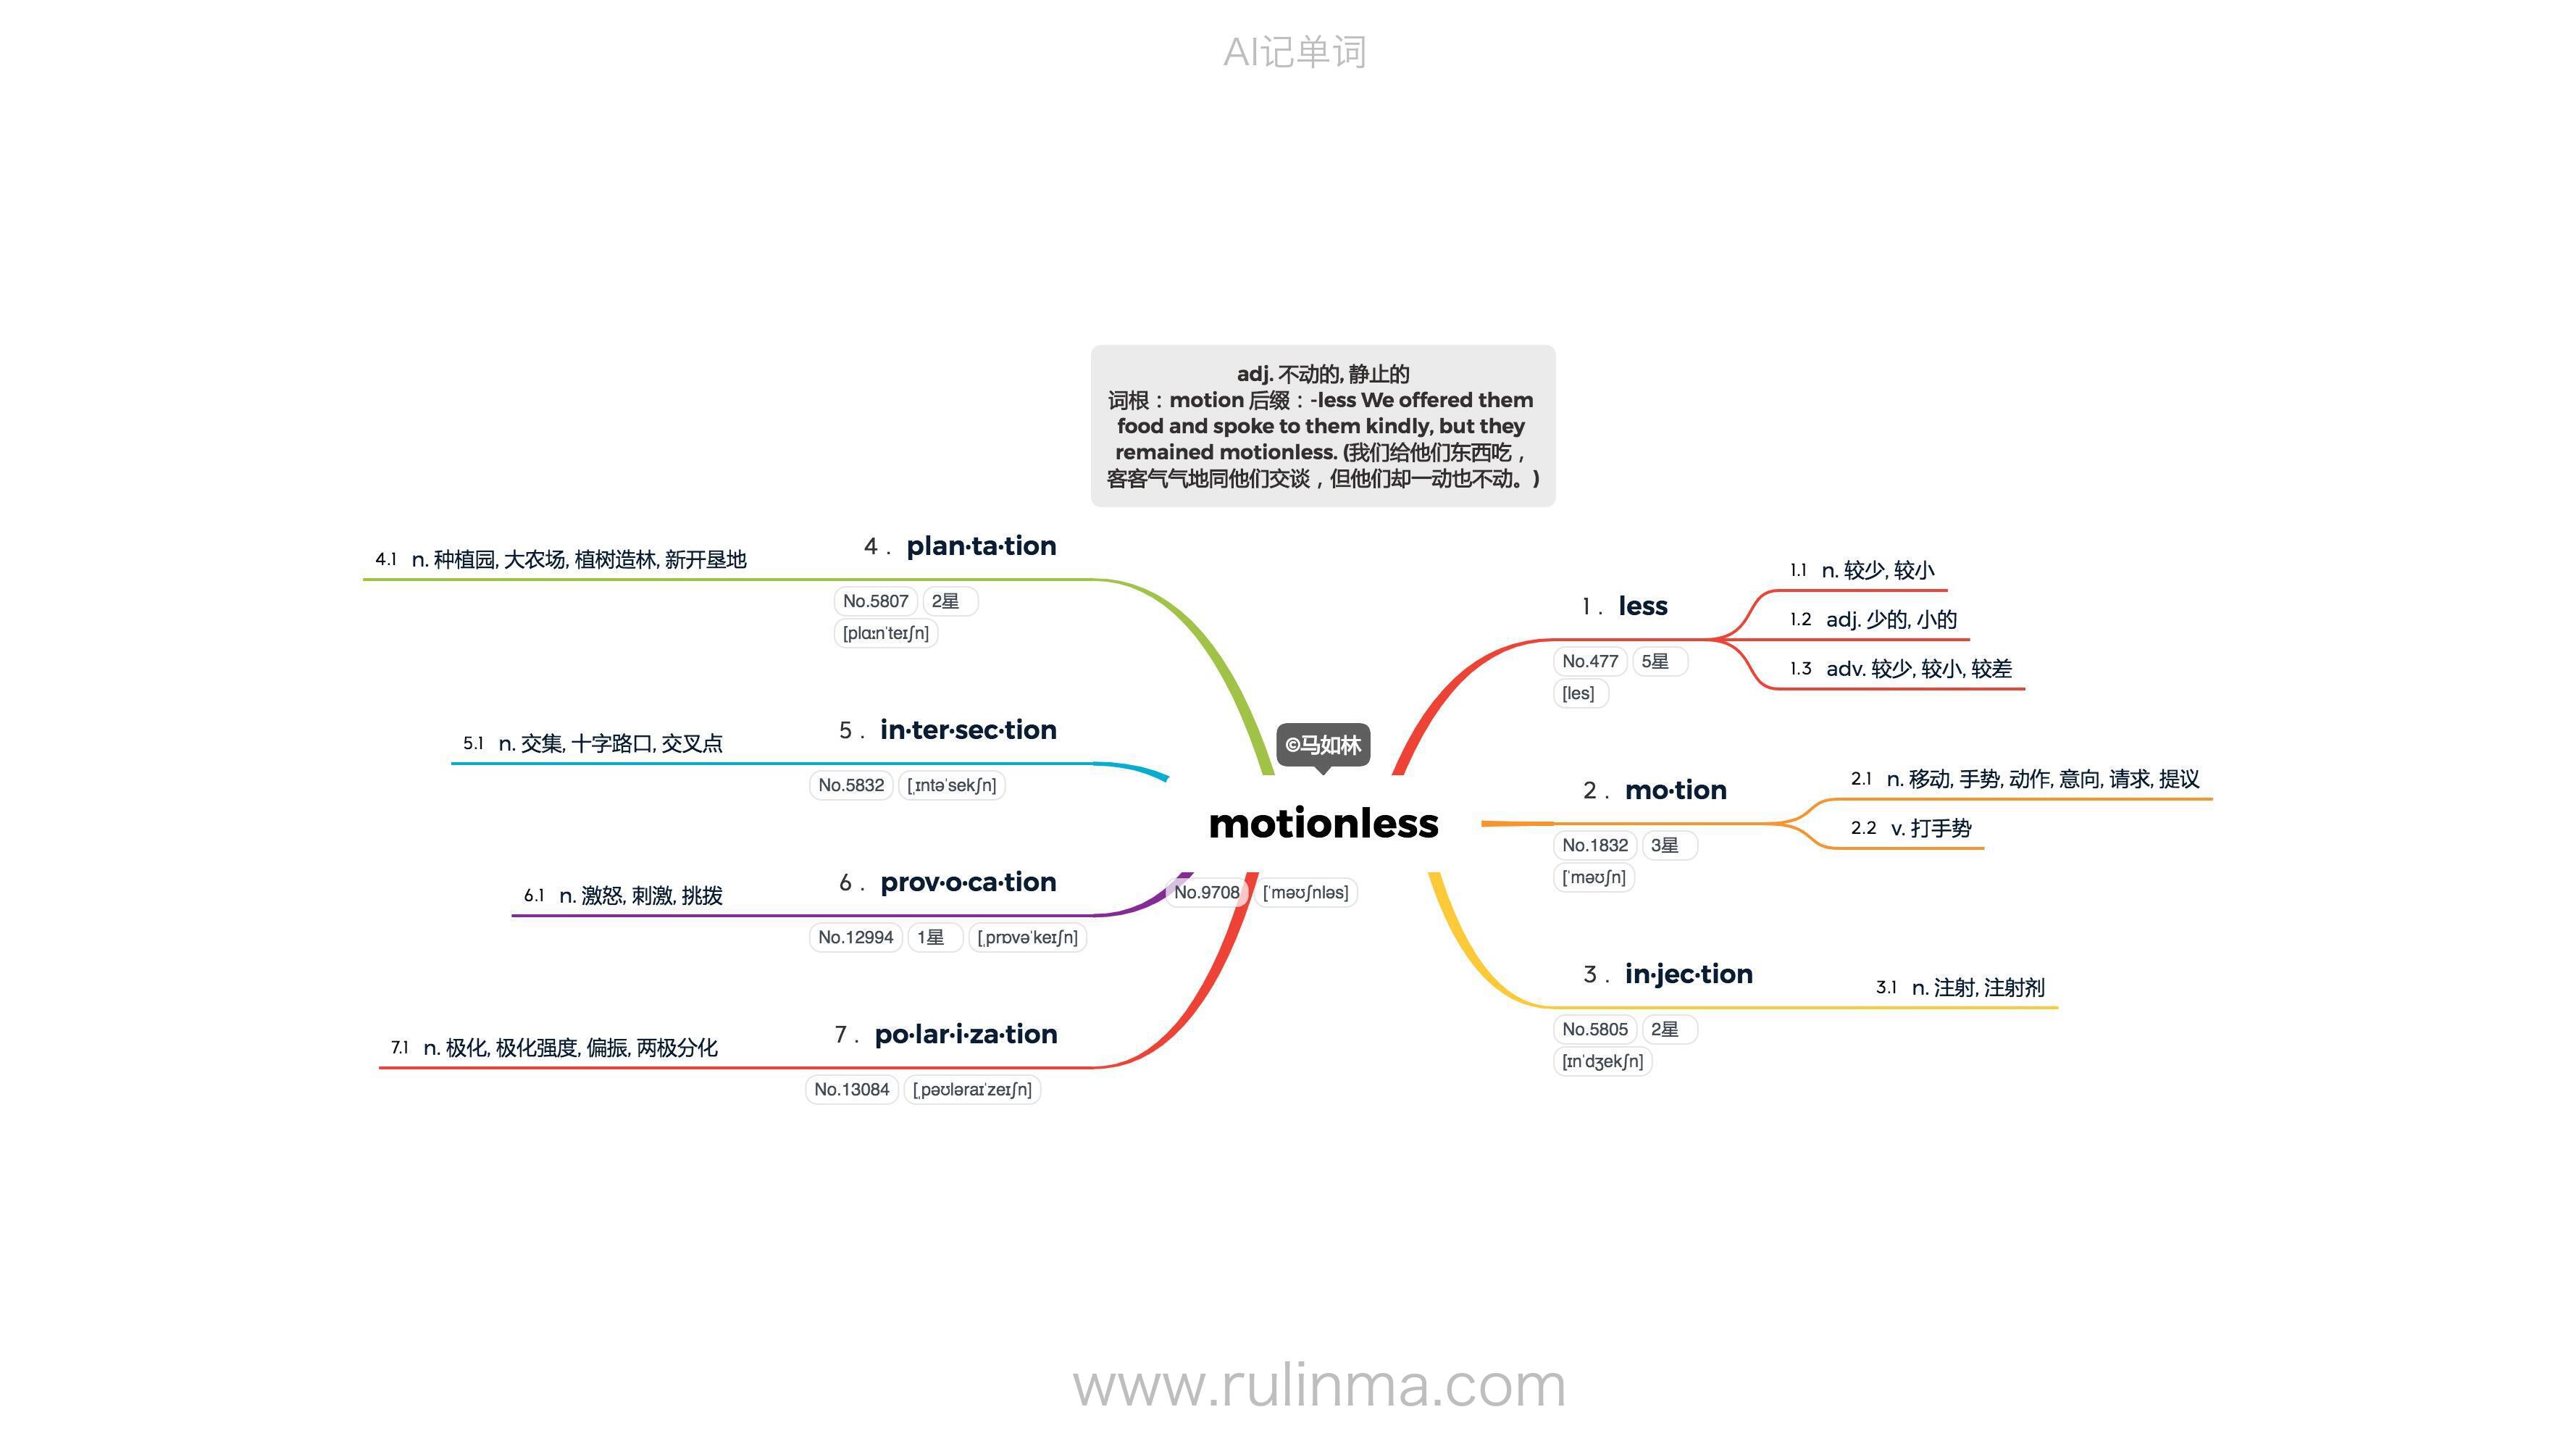 AI记单词
adj. 不动的, 静止的
词根：motion 后缀：-less We offered them
food and spoke to them kindly, but they
remained motionless. (我们给他们东西吃，
客客气气地同他们交谈，但他们却一动也不动。)
©马如林
motionless
No.9708 [ˈməʊʃnləs]
1 . less
No.477 5星
[les]
1.1 n. 较少, 较小
1.2 adj. 少的, 小的
1.3 adv. 较少, 较小, 较差
2 . mo·tion
No.1832 3星
[ˈməʊʃn]
2.1 n. 移动, 手势, 动作, 意向, 请求, 提议
2.2 v. 打手势
3 . in·jec·tion
No.5805 2星
[ɪnˈdʒekʃn]
3.1 n. 注射, 注射剂
4 . plan·ta·tion
No.5807 2星
[plɑːnˈteɪʃn]
4.1 n. 种植园, 大农场, 植树造林, 新开垦地
5 . in·ter·sec·tion
No.5832 [ˌɪntəˈsekʃn]
5.1 n. 交集, 十字路口, 交叉点
6 . prov·o·ca·tion
No.12994 1星 [ˌprɒvəˈkeɪʃn]
6.1 n. 激怒, 刺激, 挑拨
7 . po·lar·i·za·tion
No.13084 [ˌpəʊləraɪˈzeɪʃn]
7.1 n. 极化, 极化强度, 偏振, 两极分化
www.rulinma.com